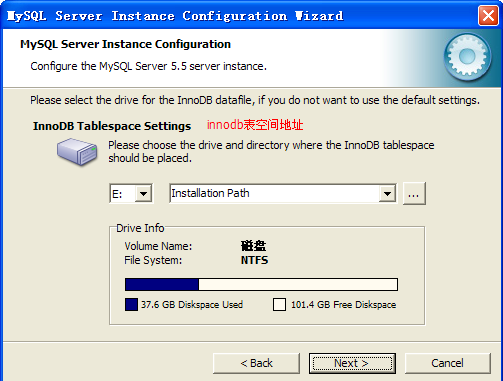 MySQL Server Instance Configuration Wizard
MySQL Server Instance Configuration
Configure the MySQL Server 5.5 server instance.
Please select the drive for the InnoDB datafile, if you do not want to use the default settings.
InnoDB Tablespace Settings innodb表空间地址
Please choose the drive and directory where the InnoDB tablespace
should be placed.
E: Installation Path ...
Drive Info
Volume Name: 磁盘
File System: NTFS
37.6 GB Diskspace Used 101.4 GB Free Diskspace
< Back Next > Cancel